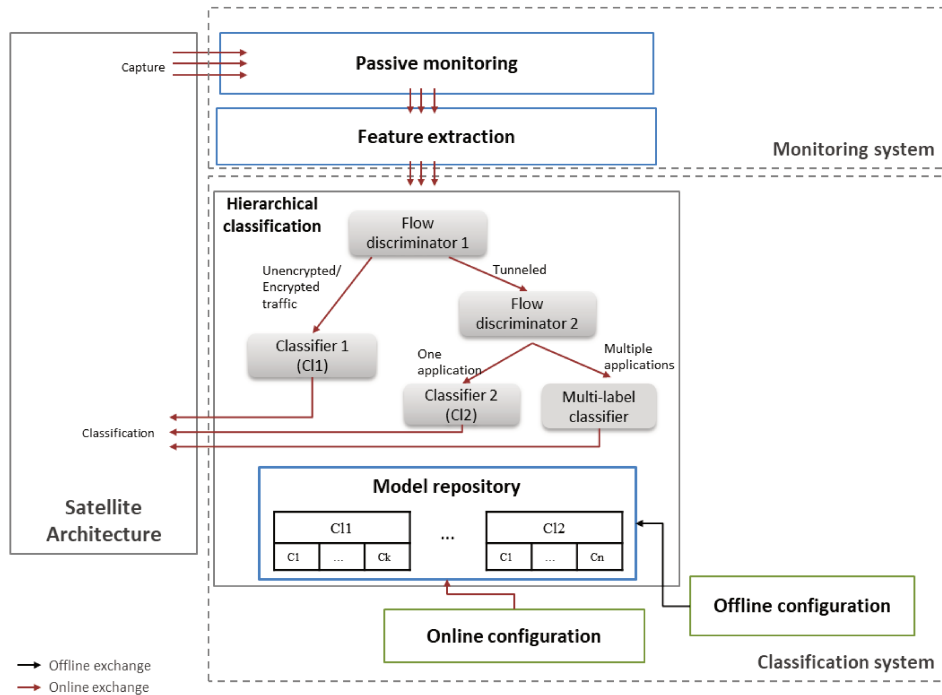 Capture
Passive monitoring
Feature extraction
Monitoring system
Hierarchical
classification
Flow
discriminator 1
Unencrypted/
Encrypted
traffic
Tunneled
Flow
discriminator 2
Classifier 1
(Cl1)
One
application
Multiple
applications
Classifier 2
(Cl2)
Multi-label
classifier
Classification
Satellite
Architecture
Model repository
Cl1
...
Cl2
C1
...
Ck
C1
...
Cn
Offline configuration
Online configuration
Classification system
Offline exchange
Online exchange